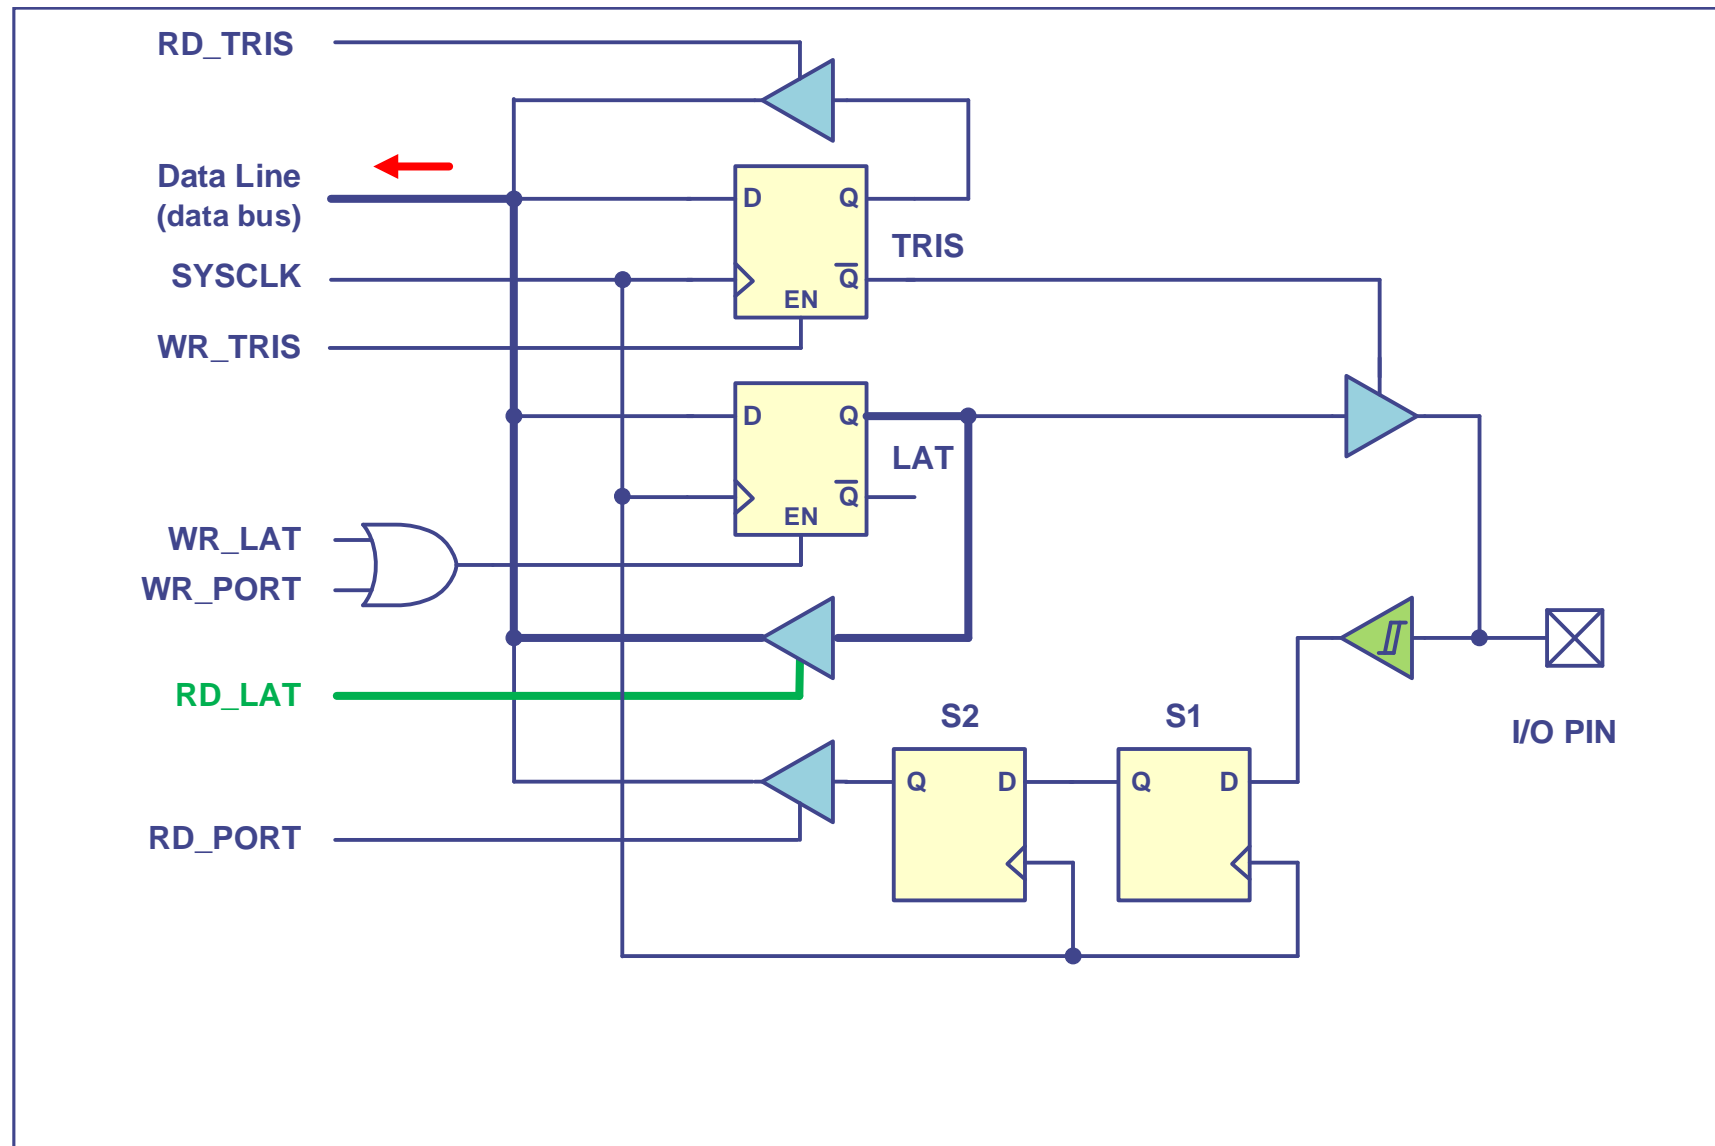 RD_TRIS
Data Line
(data bus)
D
Q
TRIS
SYSCLK
Q
EN
WR_TRIS
D
Q
LAT
Q
EN
WR_LAT
WR_PORT
RD_LAT
S2
S1
I/O PIN
Q
D
Q
D
RD_PORT